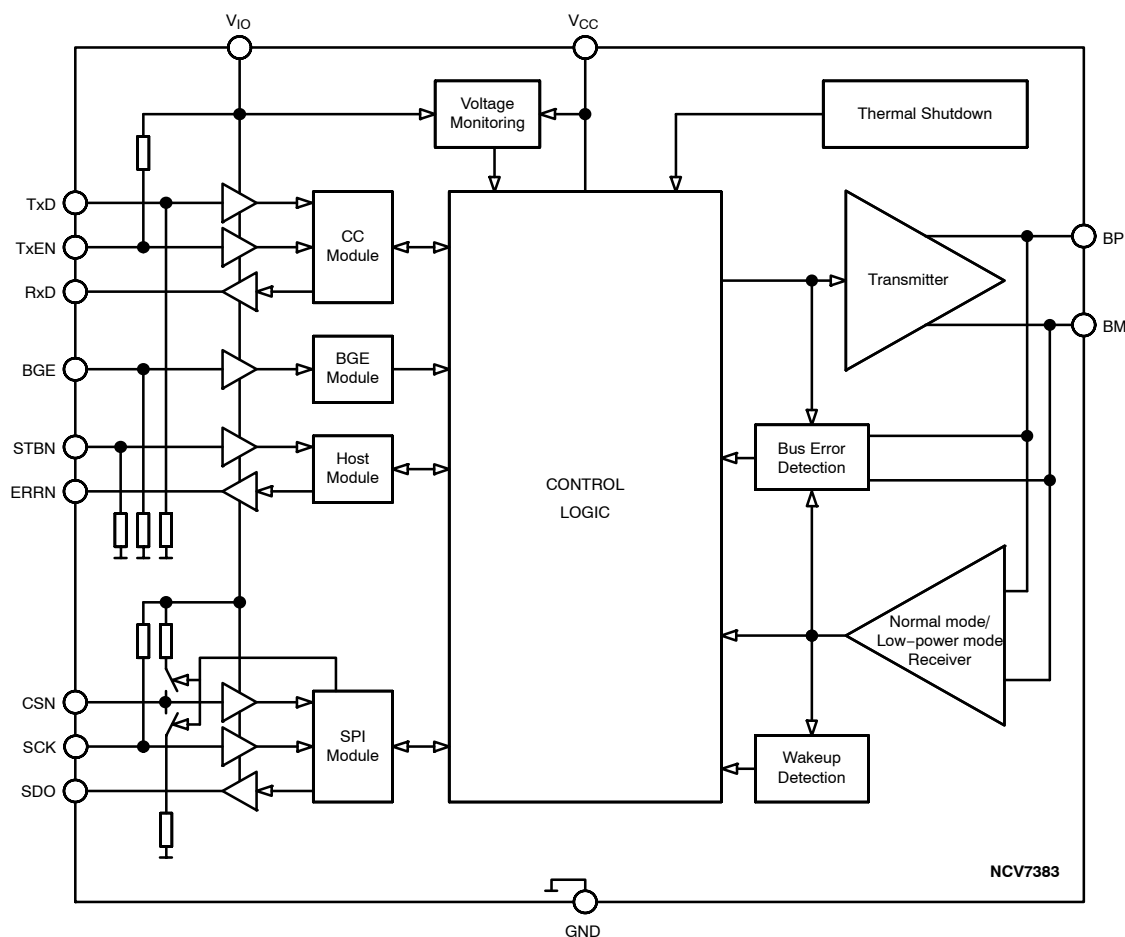 VIO
VCC
Voltage
Monitoring
Thermal Shutdown
TxD
TxEN
RxD
CC
Module
BP
Transmitter
BM
BGE
BGE
Module
STBN
ERRN
Host
Module
CONTROL
LOGIC
Bus Error
Detection
Normal mode/
Low−power mode
Receiver
CSN
SCK
SDO
SPI
Module
Wakeup
Detection
NCV7383
GND